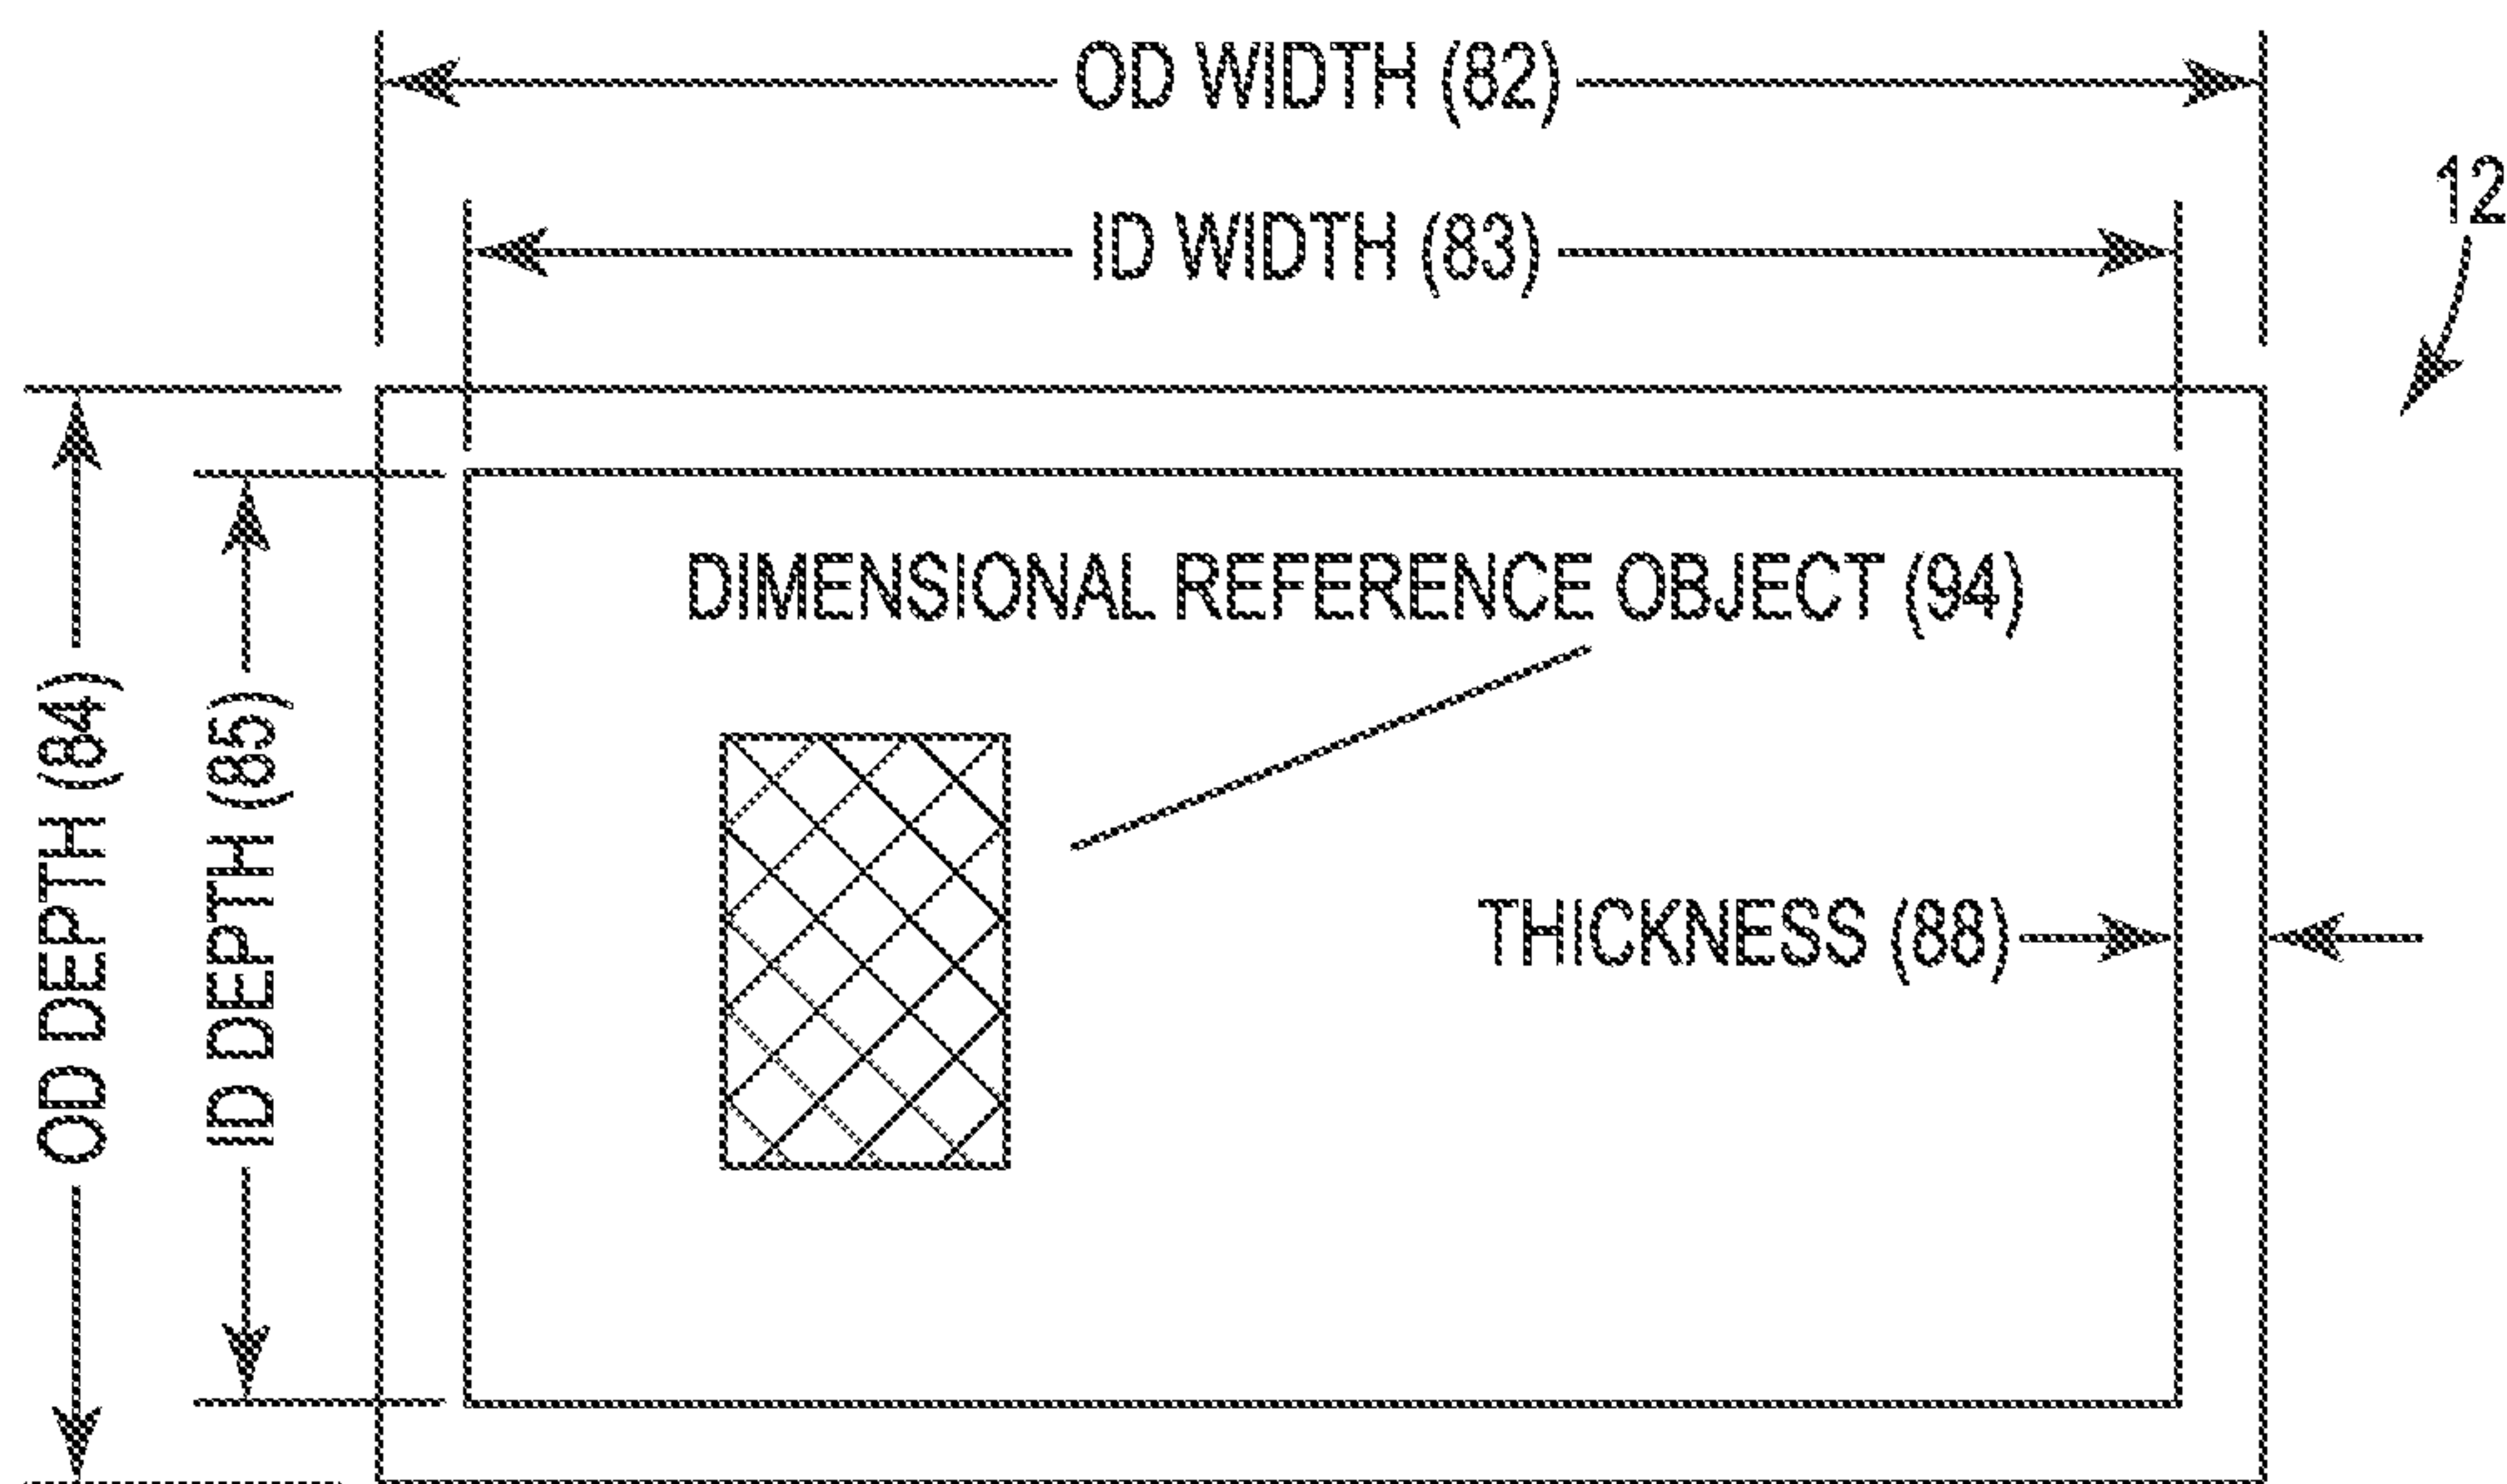 OD WIDTH (82)
12
ID WIDTH (83)
DIMENSIONAL REFERENCE OBJECT (94)
OD DEPTH (84)
ID DEPTH (85)
THICKNESS (88)